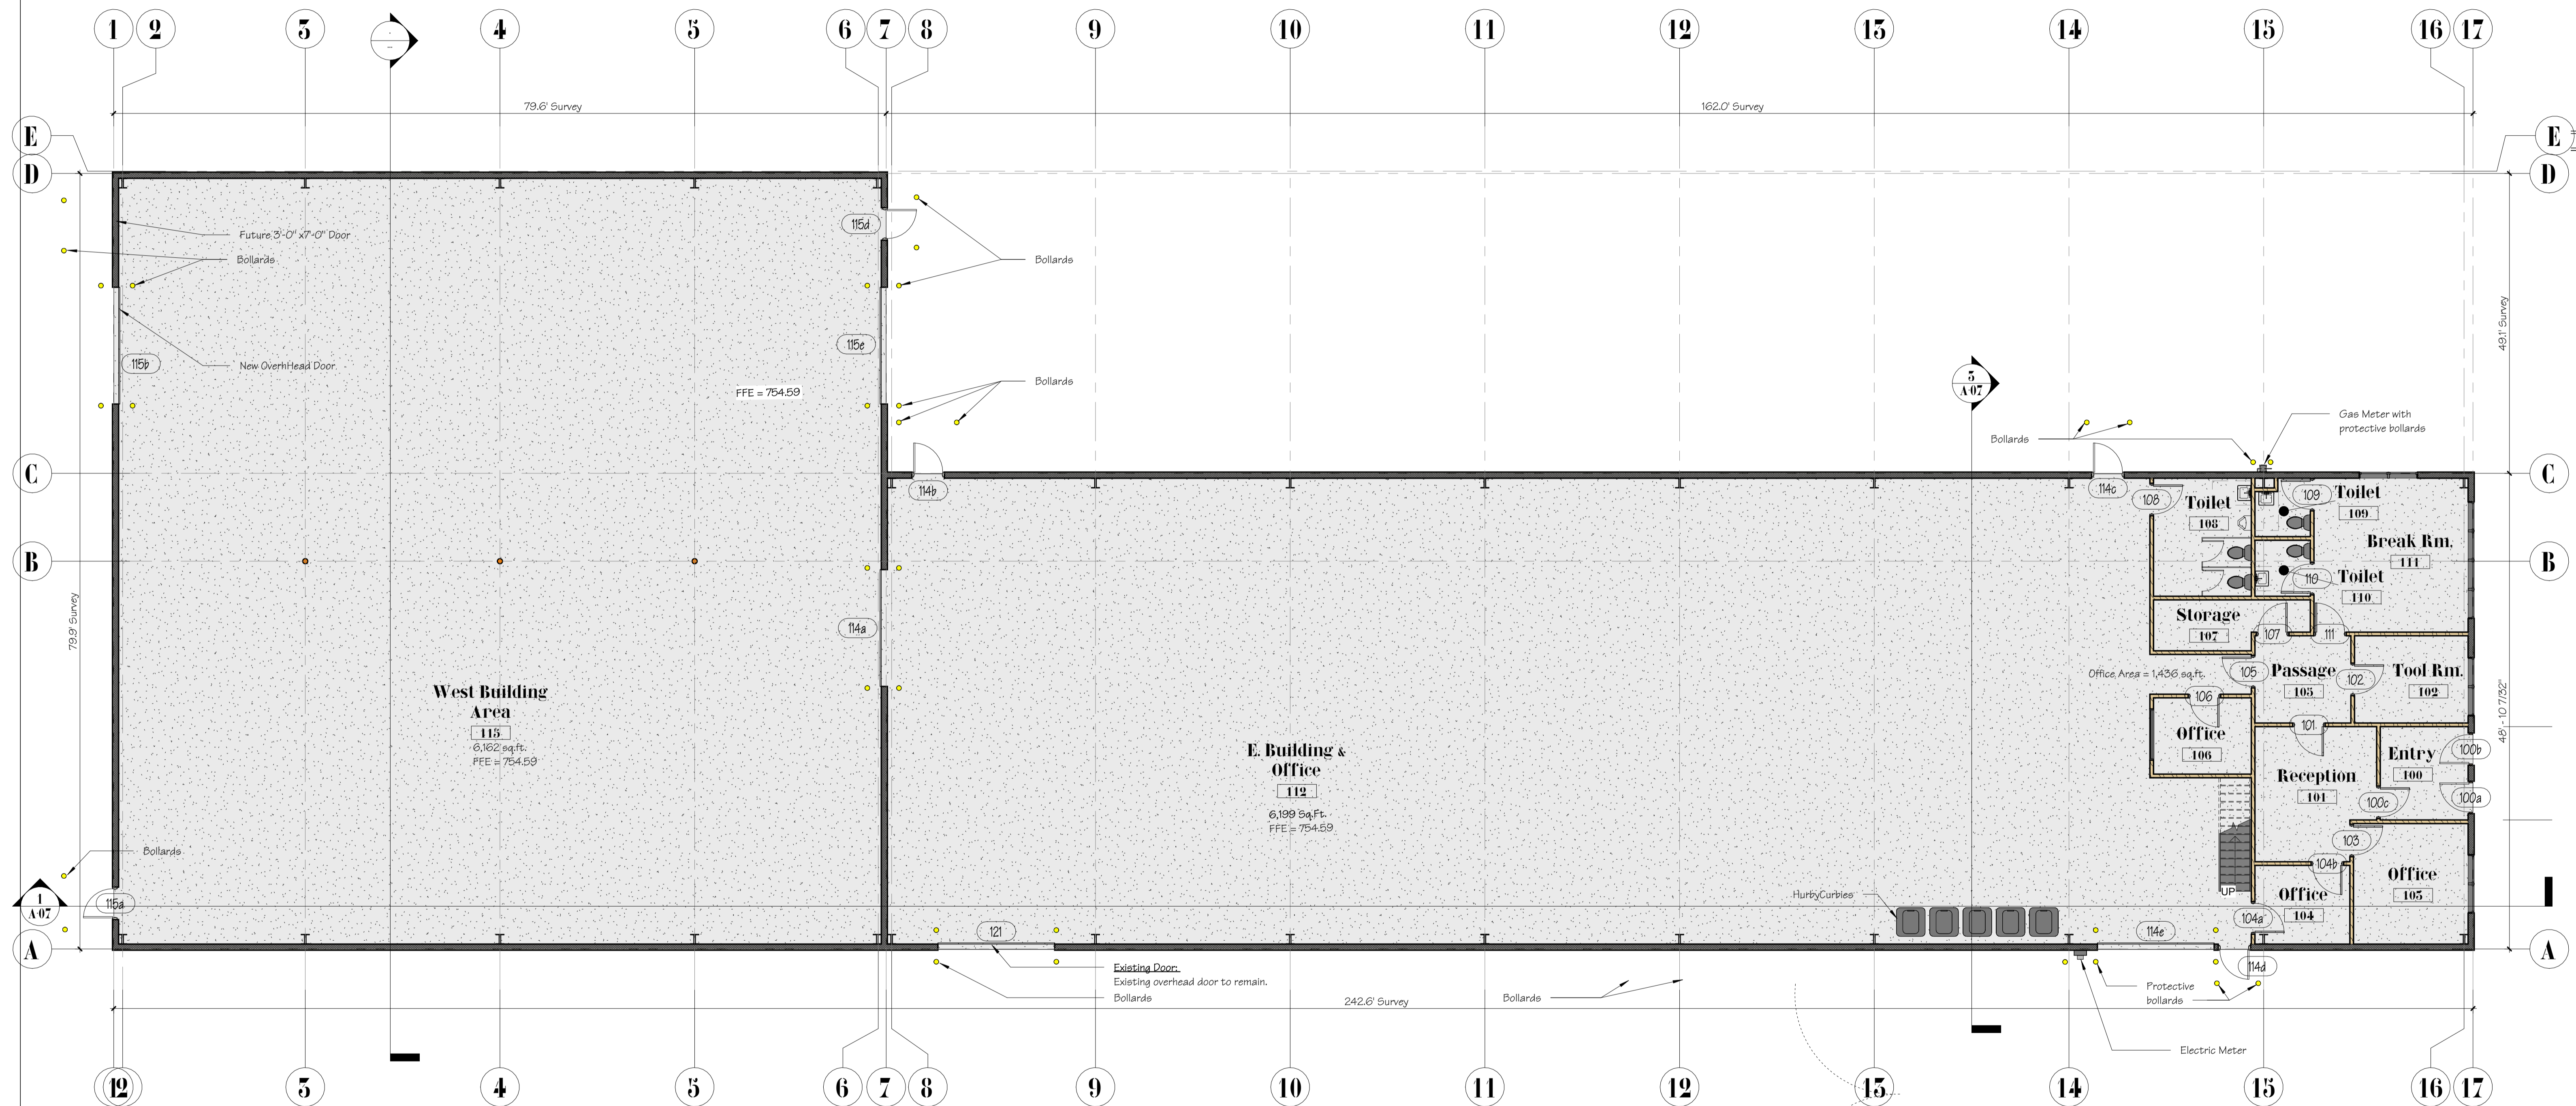 1 2 3 4 5 6 7 8 9 10 11 12 13 14 15 16 17
79.6' Survey
162.0' Survey
E
E
D
D
115d
Future 3'-0" x7'-0" Door
Bollards
Bollards
49.1' Survey
115b
115e
New OverhHead Door
Bollards
FFE = 754.59
3
A-07
Gas Meter with
protective bollards
Bollards
C
C
114b
114c
108
Toilet
108
109
Toilet
109
Break Rm.
111
B
B
110
Toilet
110
79.9' Survey
114a
Storage
107
107
111
Office Area = 1,436 sq.ft.
105
Passage
105
102
Tool Rm.
102
West Building
Area
115
6,162 sq.ft.
FFE = 754.59
106
Office
106
101
Reception
101
Entry
100
100b
100a
100c
48' - 10 7/32"
E. Building &
Office
112
6,199 Sq.Ft.
FFE = 754.59
103
104b
Office
103
Bollards
115a
1
A-07
HurbyCurbies
UP
Office
104
104a
121
114e
A
A
114d
Existing Door:
Existing overhead door to remain.
Bollards
Bollards
242.6' Survey
Protective
bollards
Electric Meter
1 2 3 4 5 6 7 8 9 10 11 12 13 14 15 16 17